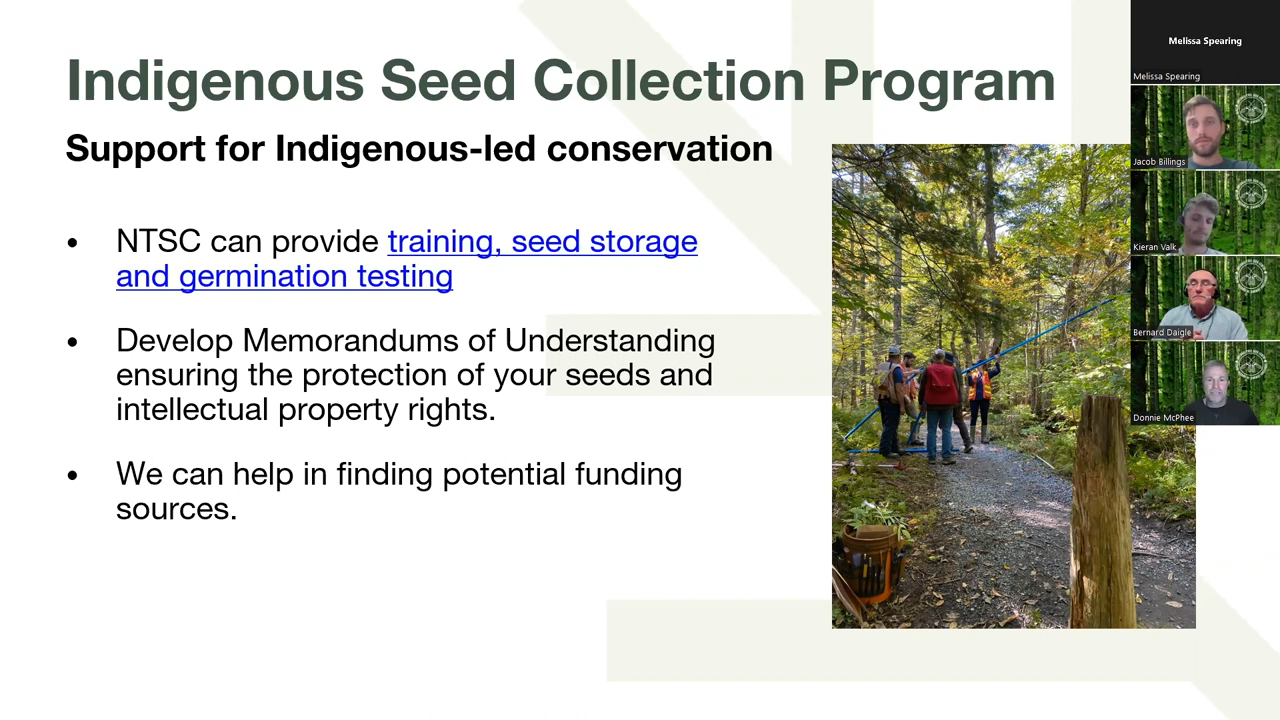 Indigenous Seed Collection Program
Support for Indigenous-led conservation
• NTSC can provide training, seed storage
and germination testing
• Develop Memorandums of Understanding
ensuring the protection of your seeds and
intellectual property rights.
• We can help in finding potential funding
sources.
Melissa Spearing
Melissa Spearing
Jacob Billings
Kieran Valk
Bernard Daigle
Donnie McPhee